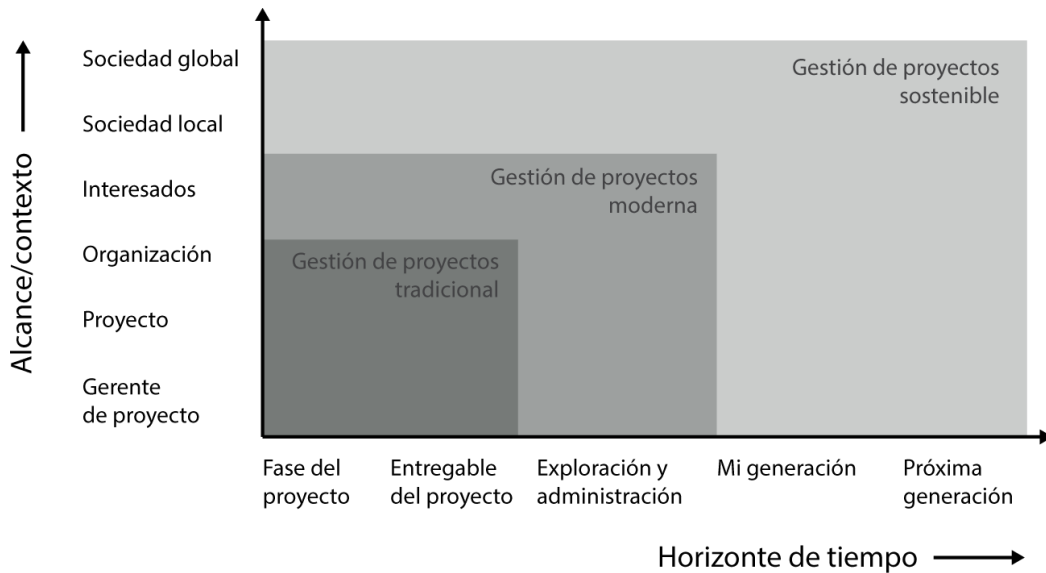 Alcance/contexto
Sociedad global
Sociedad local
Interesados
Organización
Proyecto
Gerente
de proyecto
Gestión de proyectos
sostenible
Gestión de proyectos
moderna
Gestión de proyectos
tradicional
Fase del
proyecto
Entregable
del proyecto
Exploración y
administración
Mi generación
Próxima
generación
Horizonte de tiempo